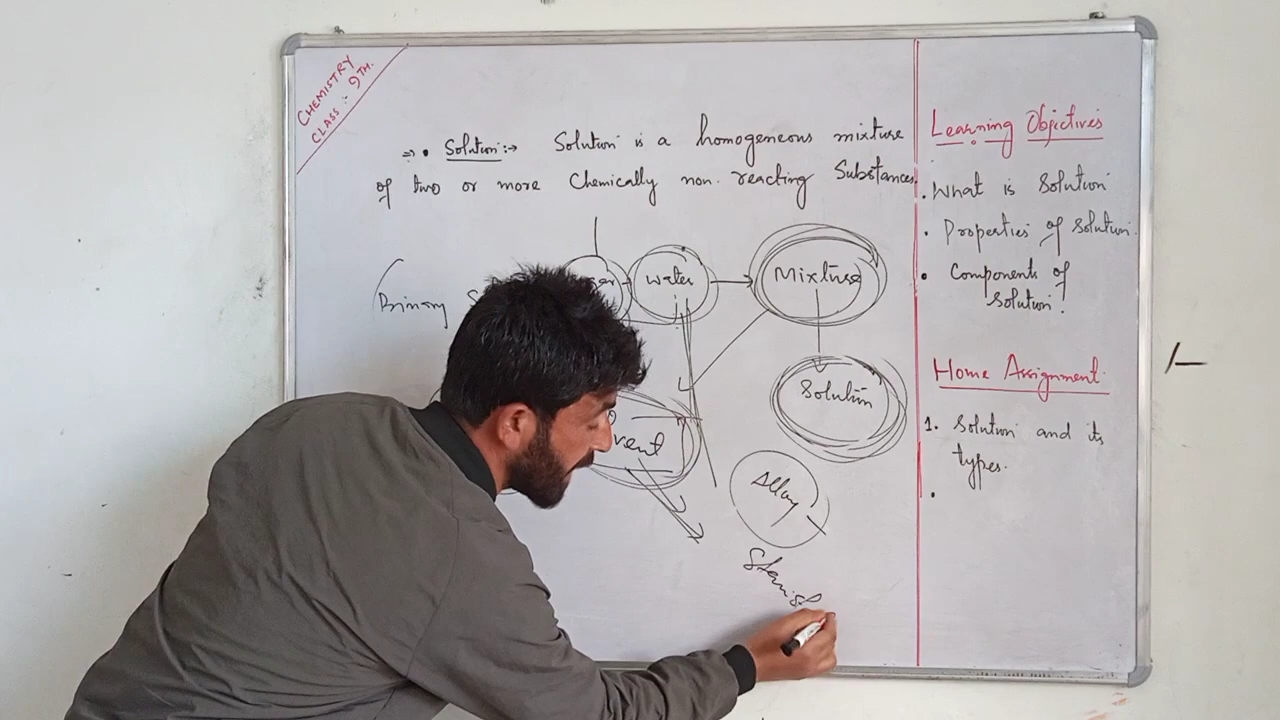 CHEMISTRY
CLASS :- 9TH.
⇒ • Solution :→ Solution is a homogeneous mixture
of two or more Chemically non-reacting Substances.
(Binary
water → Mixture
Solution
vent
Alloy
Learning Objectives
• What is Solution
• Properties of Solution.
• Components of
Solution.
Home Assignment
1. Solution and its
types.
•